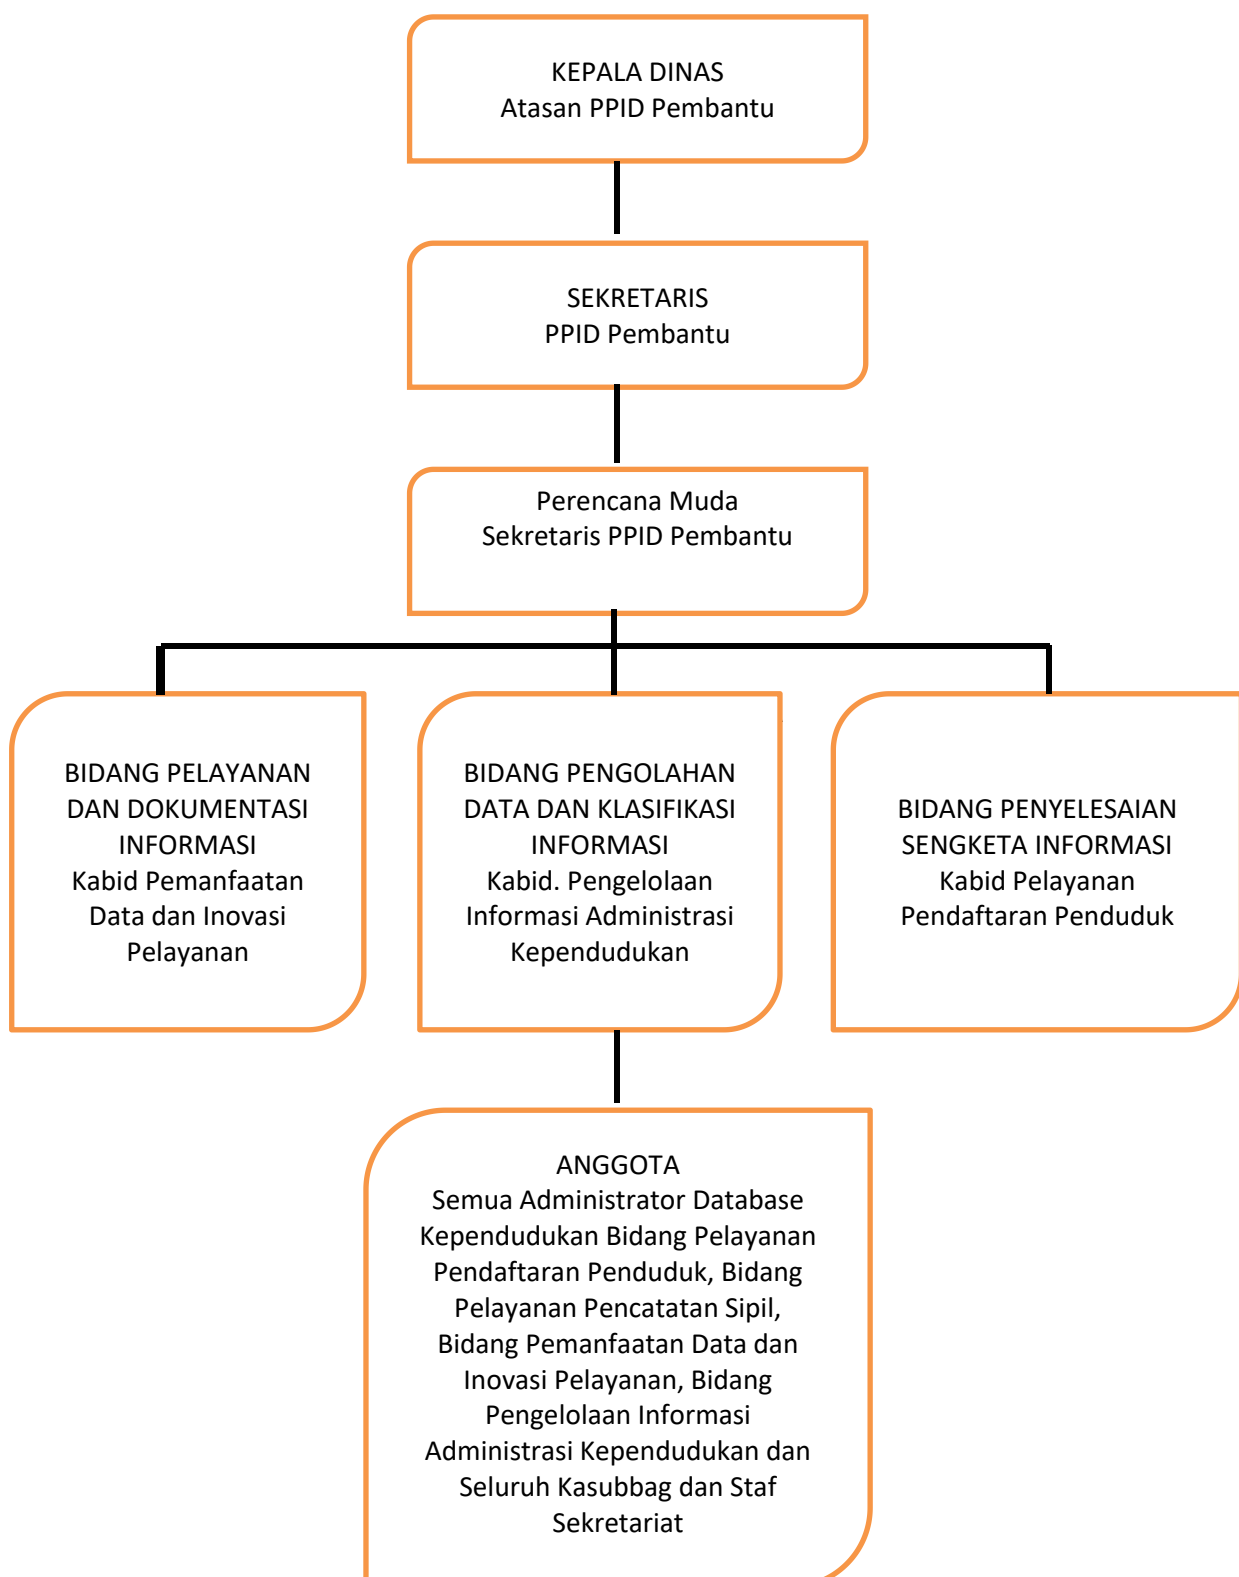 KEPALA DINAS
Atasan PPID Pembantu
SEKRETARIS
PPID Pembantu
Perencana Muda
Sekretaris PPID Pembantu
BIDANG PELAYANAN
DAN DOKUMENTASI
INFORMASI
Kabid Pemanfaatan
Data dan Inovasi
Pelayanan
BIDANG PENGOLAHAN
DATA DAN KLASIFIKASI
INFORMASI
Kabid. Pengelolaan
Informasi Administrasi
Kependudukan
BIDANG PENYELESAIAN
SENGKETA INFORMASI
Kabid Pelayanan
Pendaftaran Penduduk
ANGGOTA
Semua Administrator Database
Kependudukan Bidang Pelayanan
Pendaftaran Penduduk, Bidang
Pelayanan Pencatatan Sipil,
Bidang Pemanfaatan Data dan
Inovasi Pelayanan, Bidang
Pengelolaan Informasi
Administrasi Kependudukan dan
Seluruh Kasubbag dan Staf
Sekretariat